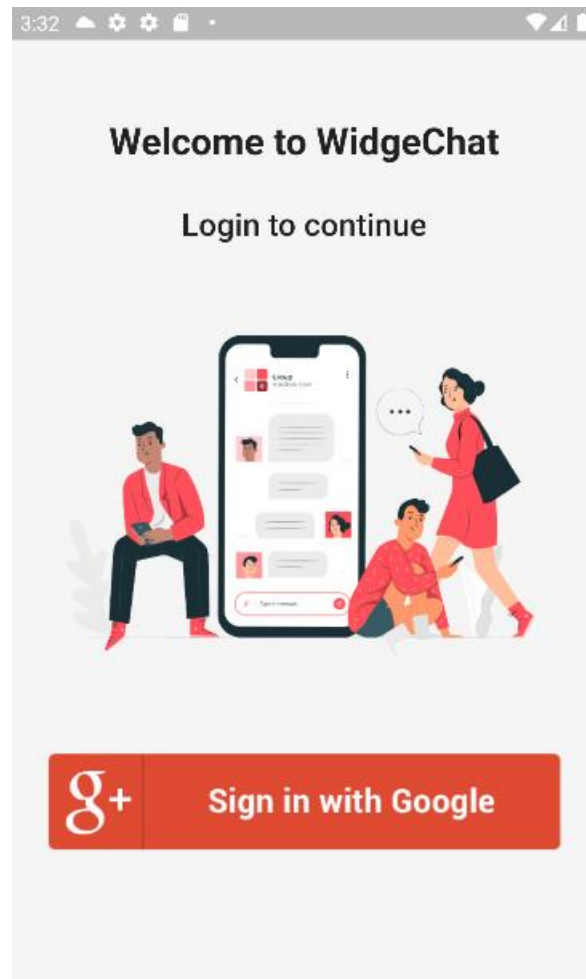 3:32
Welcome to WidgeChat
Login to continue
Group
g+
Sign in with Google